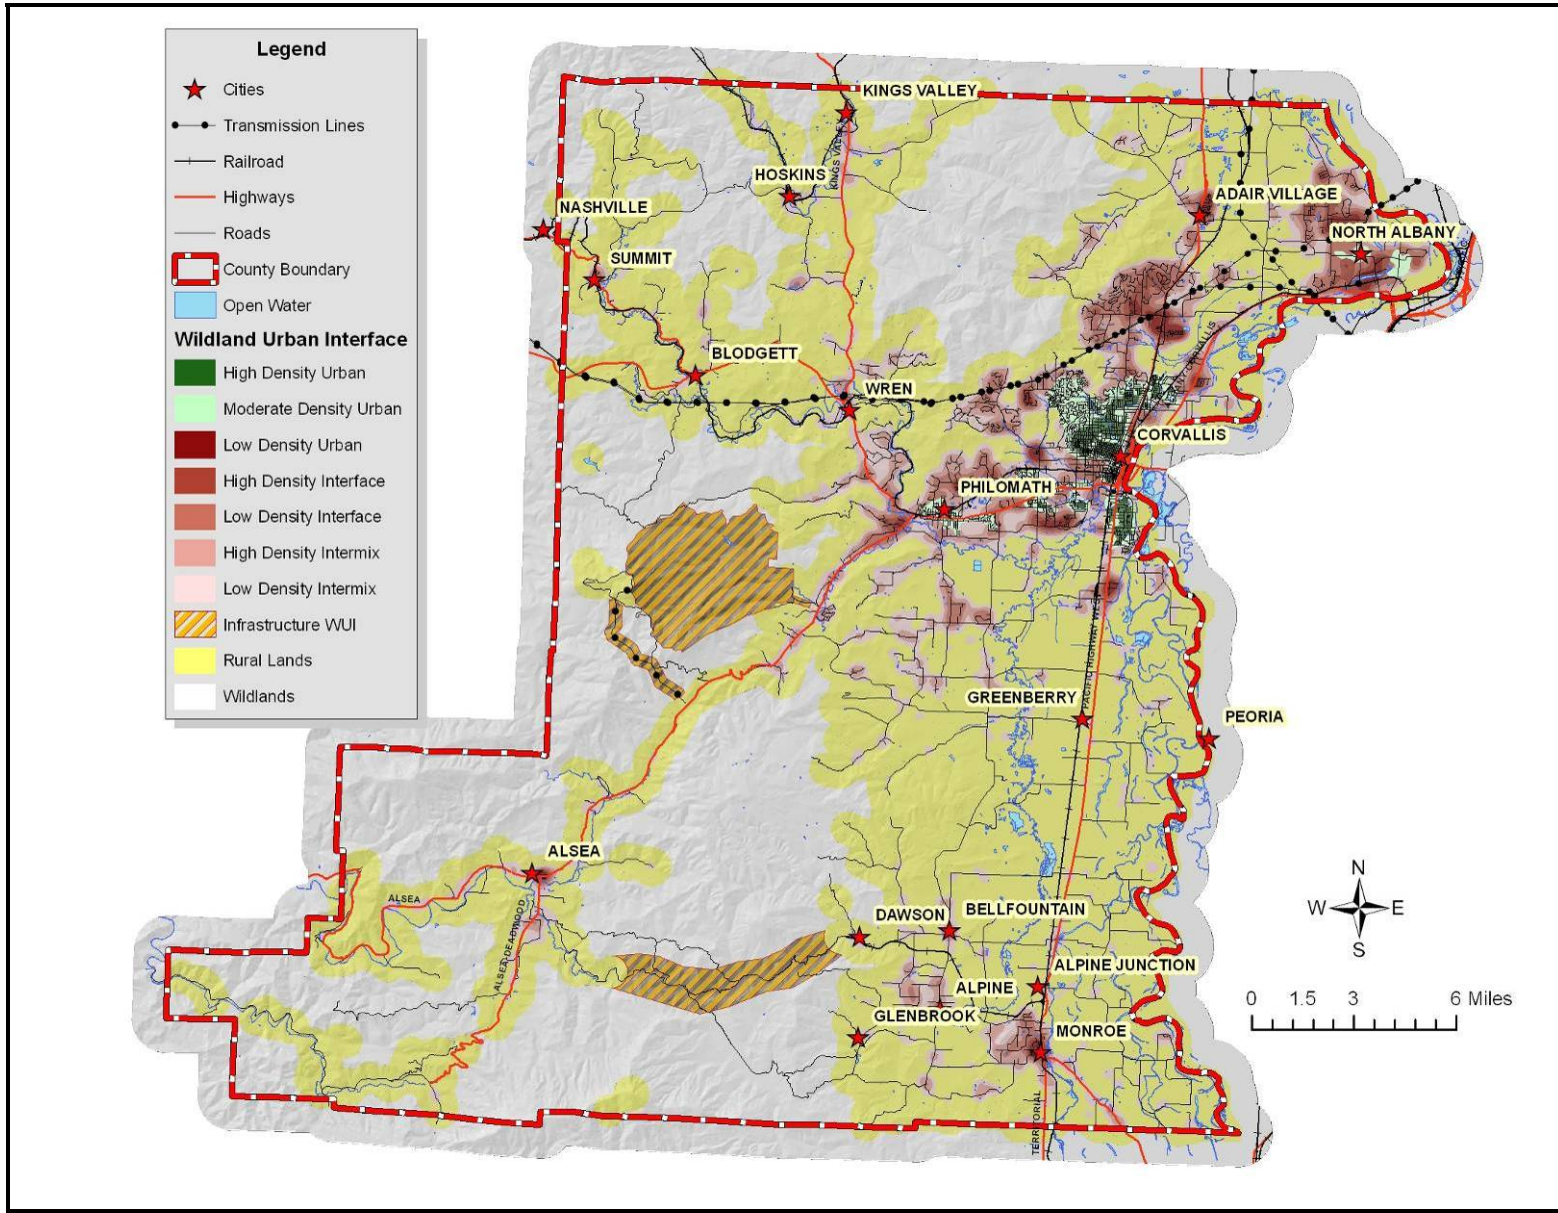 Legend
Cities
Transmission Lines
Railroad
Highways
Roads
County Boundary
Open Water
Wildland Urban Interface
High Density Urban
Moderate Density Urban
Low Density Urban
High Density Interface
Low Density Interface
High Density Intermix
Low Density Intermix
Infrastructure WUI
Rural Lands
Wildlands
KINGS VALLEY
HOSKINS
ADAIR VILLAGE
NASHVILLE
NORTH ALBANY
SUMMIT
BLODGETT
WREN
CORVALLIS
PHILOMATH
PACIFIC HIGHWAY WEST
GREENBERRY
PEORIA
ALSEA
ALSEA
ALSEA-DEADWOOD
DAWSON
BELLFOUNTAIN
ALPINE JUNCTION
ALPINE
GLENBROOK
MONROE
TERRITORIAL
N
W E
S
0 1.5 3 6 Miles